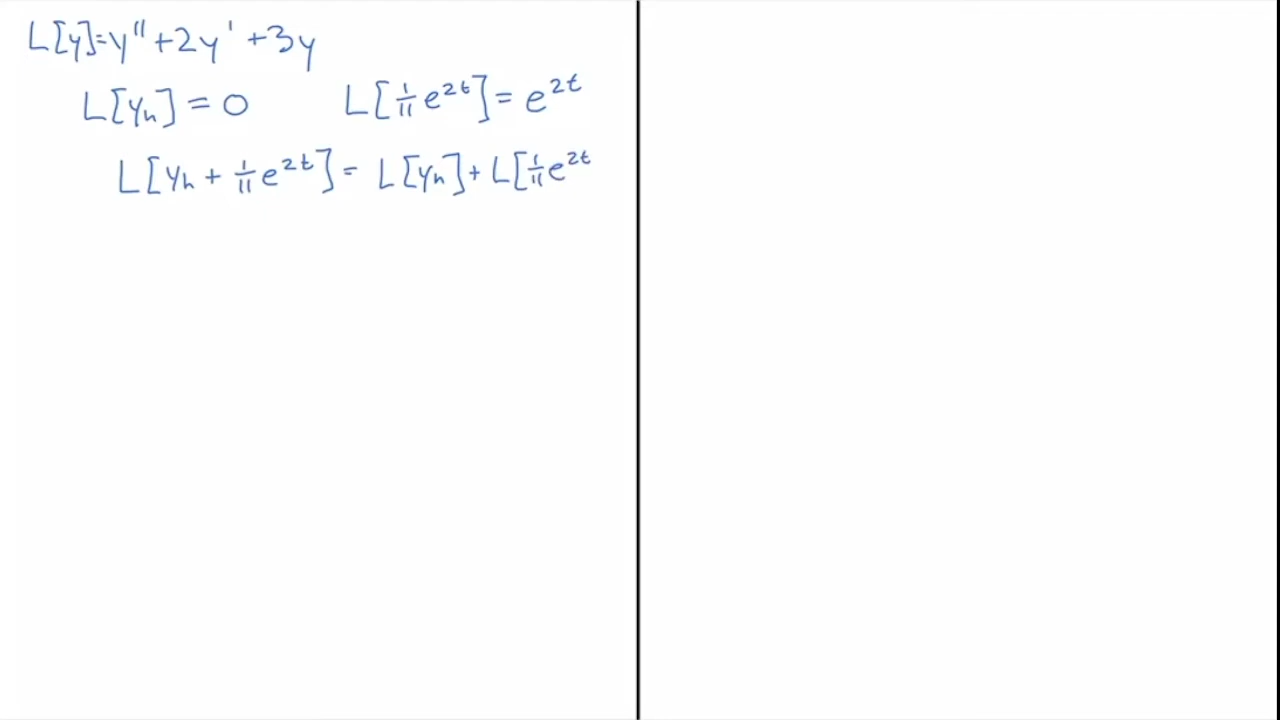 L[y]=y''+2y'+3y
L[yₕ] = 0 L[1/11 e^{2t}] = e^{2t}
L[yₕ + 1/11 e^{2t}] = L[yₕ] + L[1/11 e^{2t}